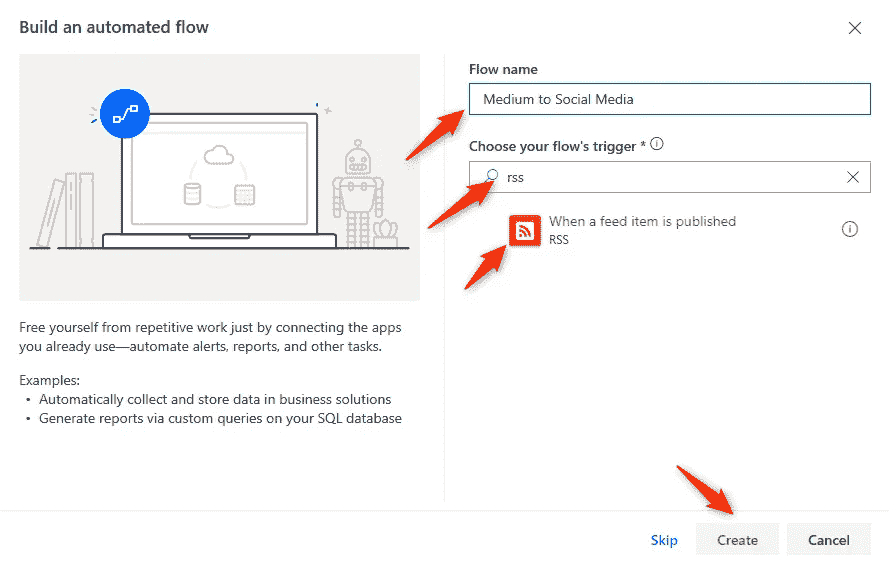 Build an automated flow
Flow name
Medium to Social Media
Choose your flow's trigger *
rss
When a feed item is published
RSS
Free yourself from repetitive work just by connecting the apps
you already use—automate alerts, reports, and other tasks.
Examples:
• Automatically collect and store data in business solutions
• Generate reports via custom queries on your SQL database
Skip
Create
Cancel